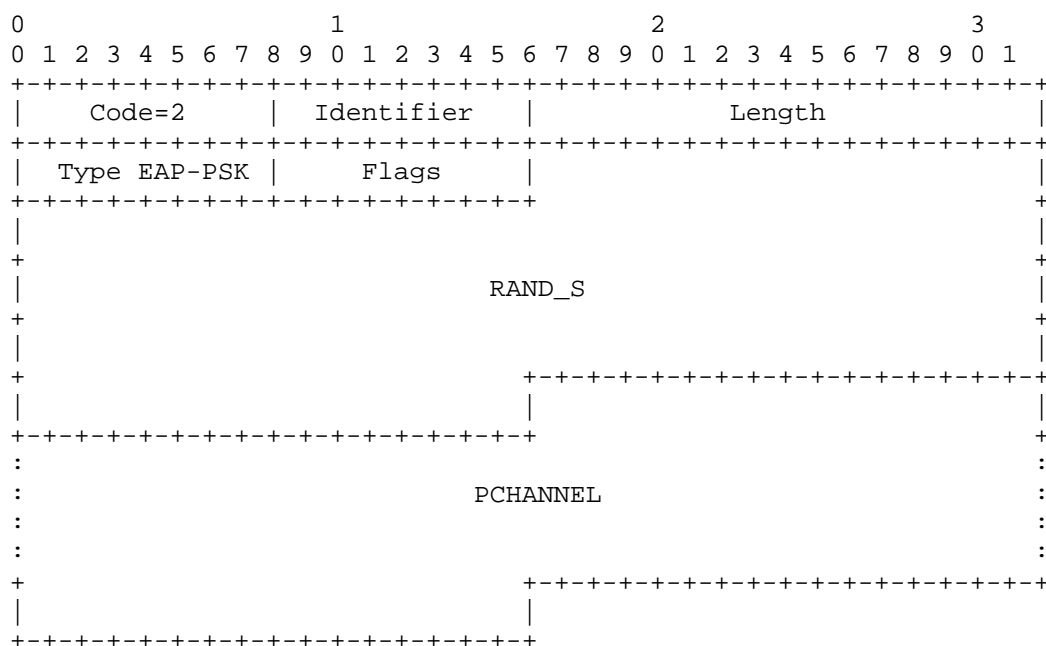 0                   1                   2                   3
0 1 2 3 4 5 6 7 8 9 0 1 2 3 4 5 6 7 8 9 0 1 2 3 4 5 6 7 8 9 0 1
+-+-+-+-+-+-+-+-+-+-+-+-+-+-+-+-+-+-+-+-+-+-+-+-+-+-+-+-+-+-+-+-+
|    Code=2     |  Identifier   |            Length             |
+-+-+-+-+-+-+-+-+-+-+-+-+-+-+-+-+-+-+-+-+-+-+-+-+-+-+-+-+-+-+-+-+
|  Type EAP-PSK |     Flags     |                               |
+-+-+-+-+-+-+-+-+-+-+-+-+-+-+-+-+                               +
|                                                               |
+                                                               +
|                             RAND_S                            |
+                                                               +
|                                                               |
+                               +-+-+-+-+-+-+-+-+-+-+-+-+-+-+-+-+
|                               |                               |
+-+-+-+-+-+-+-+-+-+-+-+-+-+-+-+-+                               +
:                                                               :
:                            PCHANNEL                           :
:                                                               :
:                                                               :
+                               +-+-+-+-+-+-+-+-+-+-+-+-+-+-+-+-+
|                               |
+-+-+-+-+-+-+-+-+-+-+-+-+-+-+-+-+